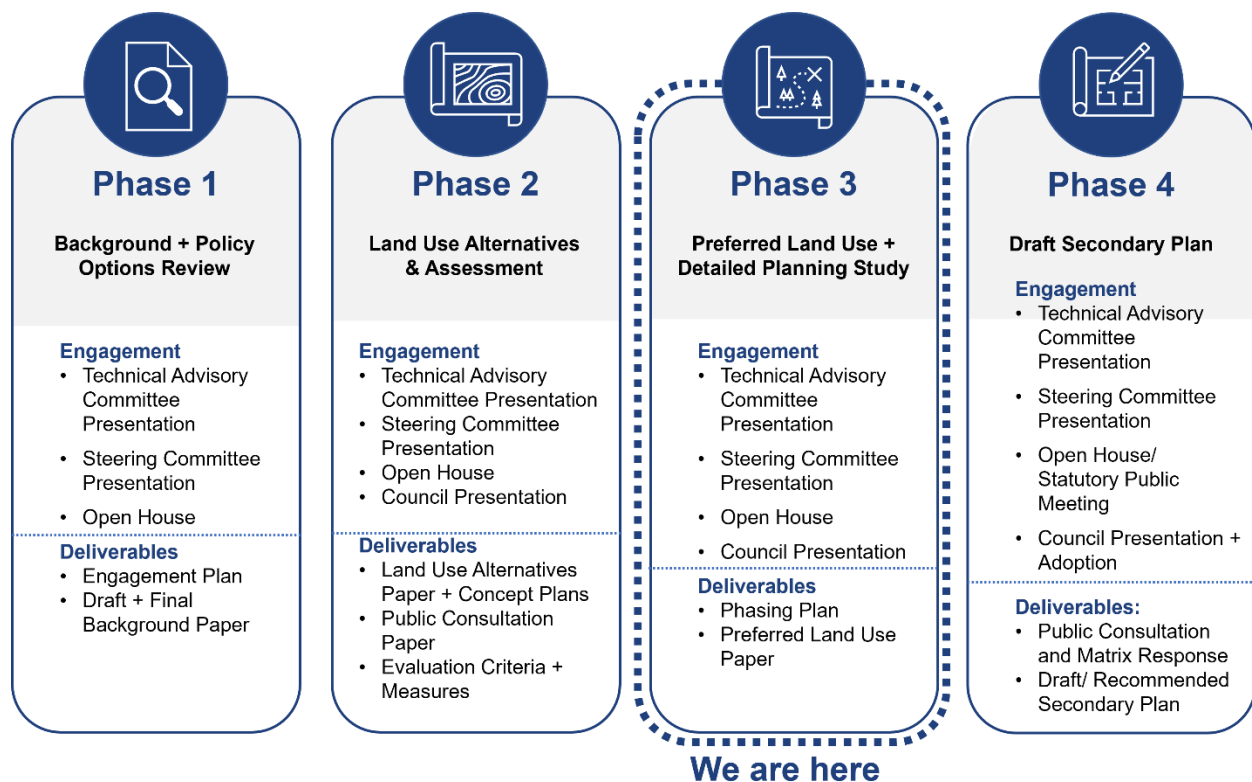 Phase 1
Background + Policy
Options Review
Engagement
• Technical Advisory
Committee
Presentation
• Steering Committee
Presentation
• Open House
Deliverables
• Engagement Plan
• Draft + Final
Background Paper
Phase 2
Land Use Alternatives
& Assessment
Engagement
• Technical Advisory
Committee Presentation
• Steering Committee
Presentation
• Open House
• Council Presentation
Deliverables
• Land Use Alternatives
Paper + Concept Plans
• Public Consultation
Paper
• Evaluation Criteria +
Measures
Phase 3
Preferred Land Use +
Detailed Planning Study
Engagement
• Technical Advisory
Committee
Presentation
• Steering Committee
Presentation
• Open House
• Council Presentation
Deliverables
• Phasing Plan
• Preferred Land Use
Paper
We are here
Phase 4
Draft Secondary Plan
Engagement
• Technical Advisory
Committee
Presentation
• Steering Committee
Presentation
• Open House/
Statutory Public
Meeting
• Council Presentation +
Adoption
Deliverables:
• Public Consultation
and Matrix Response
• Draft/ Recommended
Secondary Plan